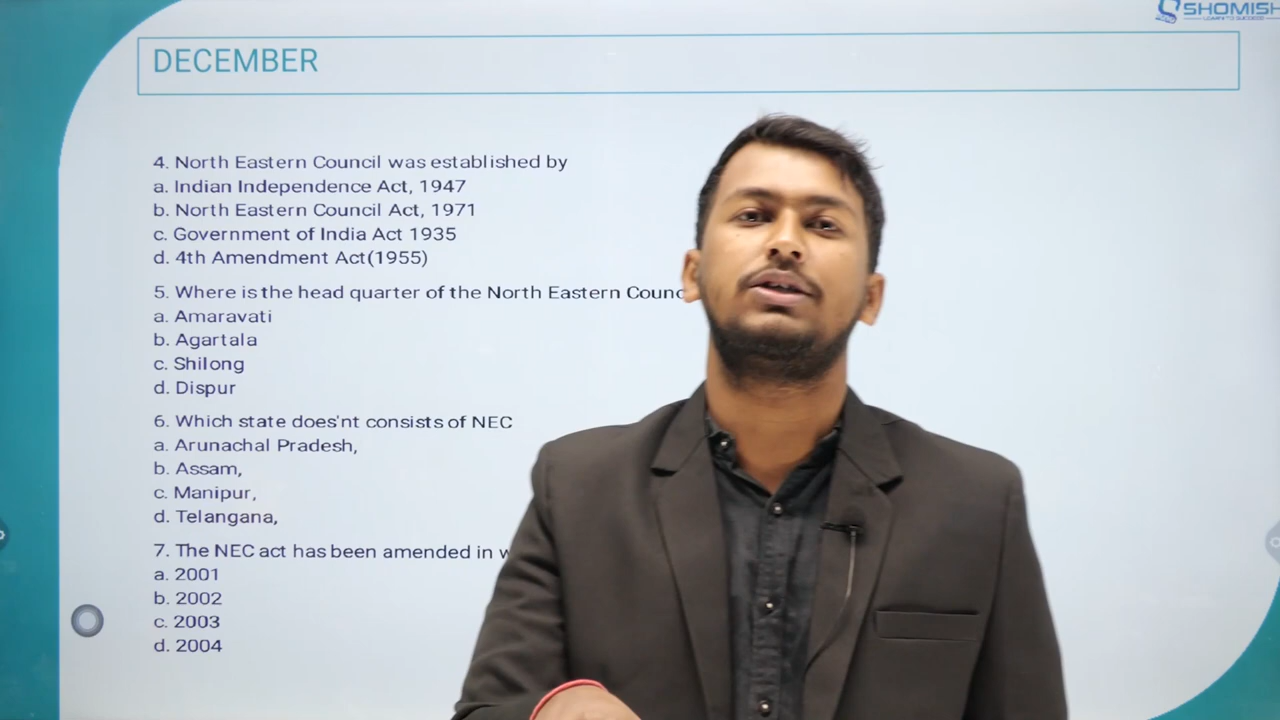 SHOMISH
LEARN TO SUCCESS
DECEMBER
4. North Eastern Council was established by
a. Indian Independence Act, 1947
b. North Eastern Council Act, 1971
c. Government of India Act 1935
d. 4th Amendment Act(1955)
5. Where is the head quarter of the North Eastern Counc
a. Amaravati
b. Agartala
c. Shilong
d. Dispur
6. Which state does'nt consists of NEC
a. Arunachal Pradesh,
b. Assam,
c. Manipur,
d. Telangana,
7. The NEC act has been amended in
a. 2001
b. 2002
c. 2003
d. 2004